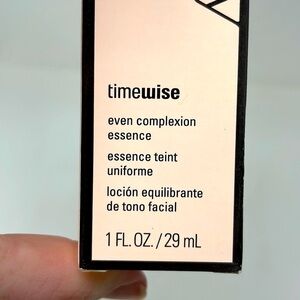 timewise
even complexion
essence
essence teint
uniforme
loción equilibrante
de tono facial
1 FL. OZ. / 29 mL